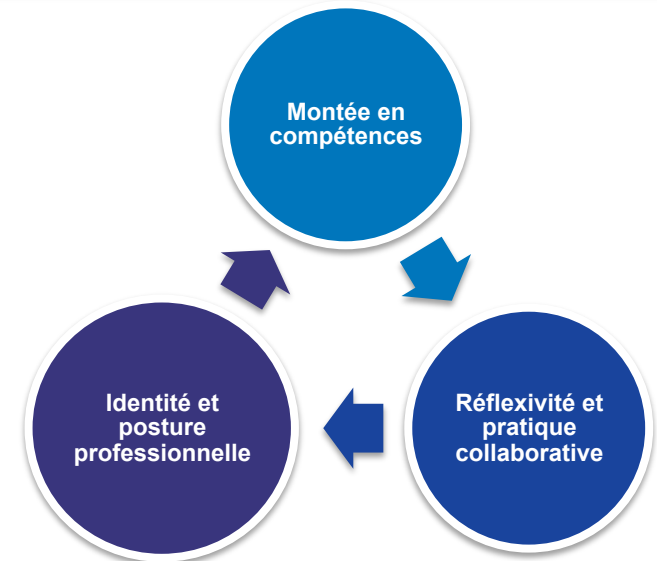 Montée en
compétences
Réflexivité et
pratique
collaborative
Identité et
posture
professionnelle